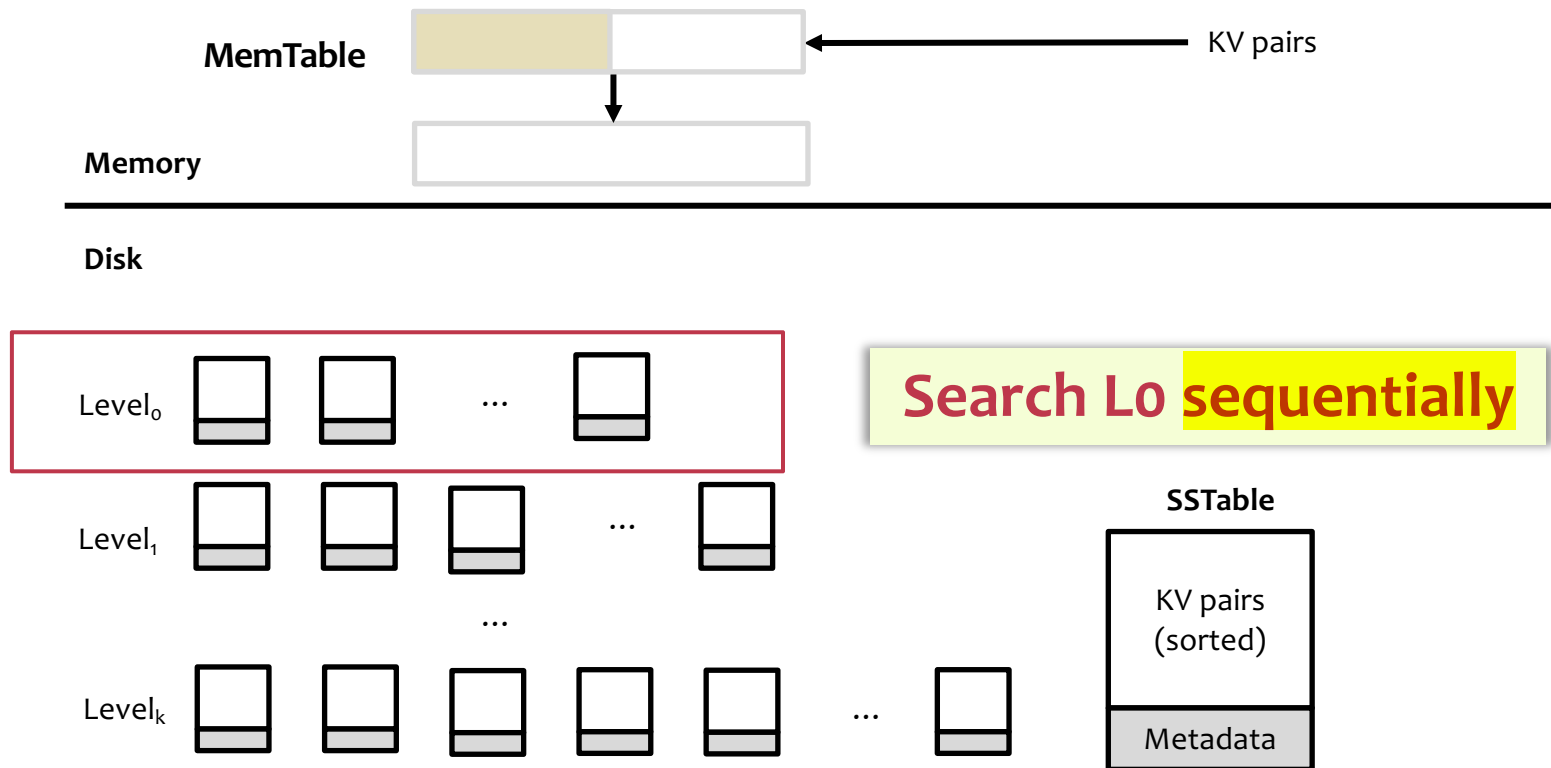 MemTable
KV pairs
Memory
Disk
Level₀
...
Search L0 sequentially
Level₁
...
SSTable
KV pairs
(sorted)
...
Levelₖ
...
Metadata